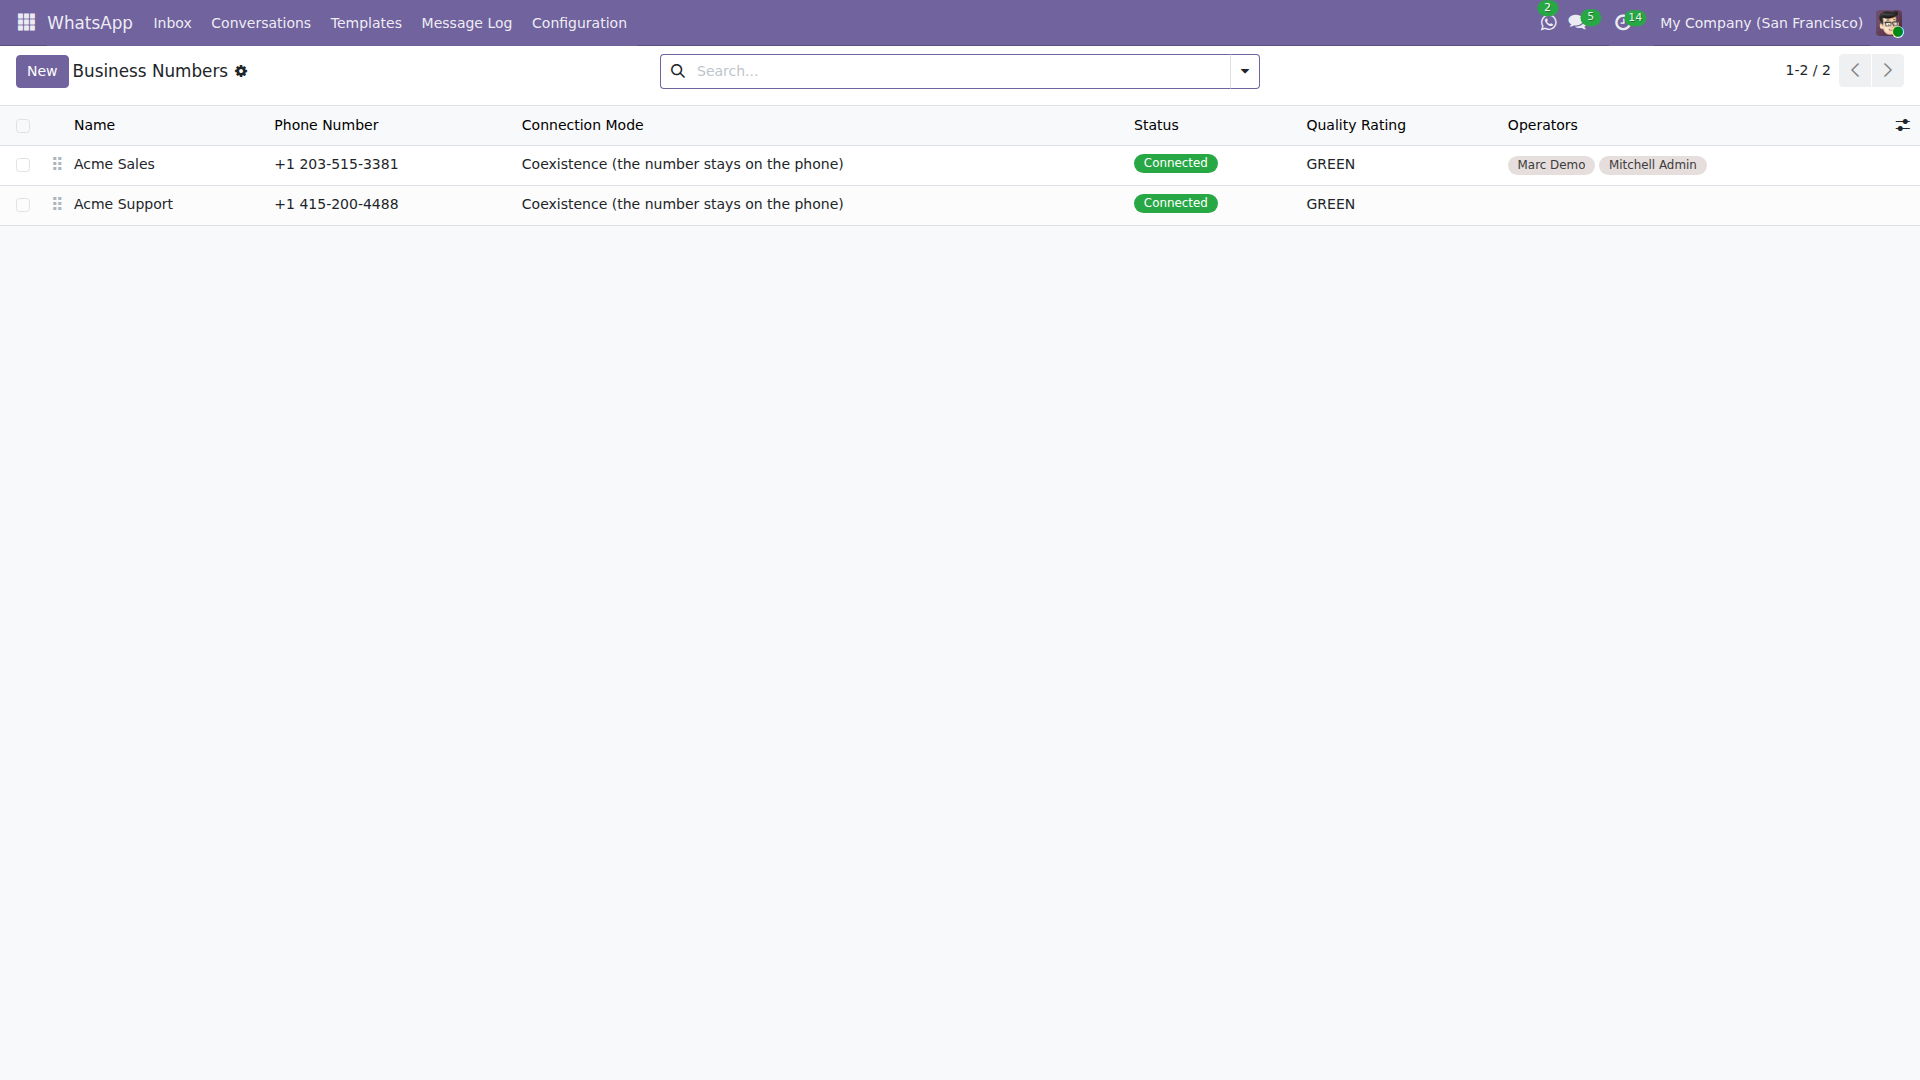 WhatsApp Inbox Conversations Templates Message Log Configuration 2 5 14 My Company (San Francisco)
New Business Numbers Search... 1-2 / 2
Name Phone Number Connection Mode Status Quality Rating Operators
Acme Sales +1 203-515-3381 Coexistence (the number stays on the phone) Connected GREEN Marc Demo Mitchell Admin
Acme Support +1 415-200-4488 Coexistence (the number stays on the phone) Connected GREEN